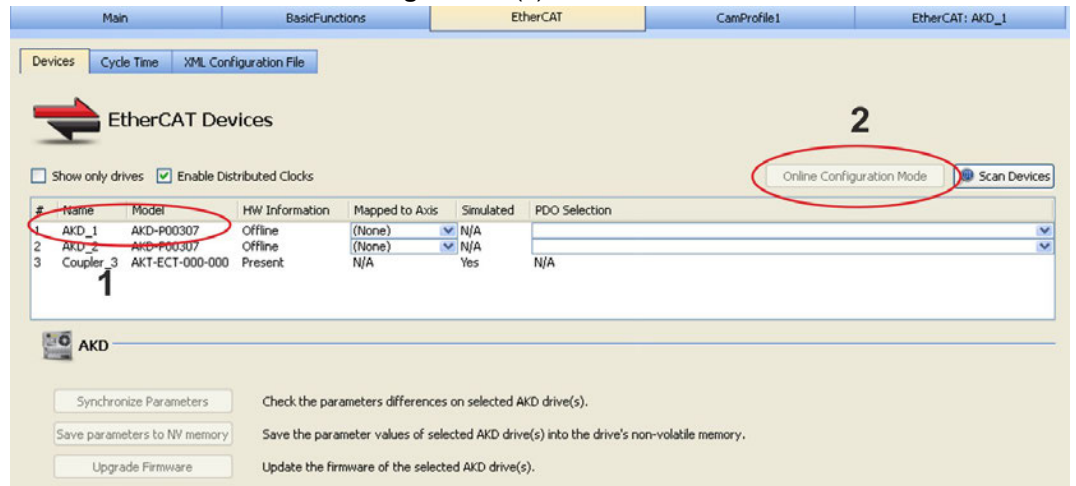 Main BasicFunctions EtherCAT CamProfile1 EtherCAT: AKD_1
Devices Cycle Time XML Configuration File
EtherCAT Devices
2
Show only drives Enable Distributed Clocks Online Configuration Mode Scan Devices
# Name Model HW Information Mapped to Axis Simulated PDO Selection
1 AKD_1 AKD-P00307 Offline (None) N/A
2 AKD_2 AKD-P00307 Offline (None) N/A
3 Coupler_3 AKT-ECT-000-000 Present N/A Yes N/A
1
AKD
Synchronize Parameters Check the parameters differences on selected AKD drive(s).
Save parameters to NV memory Save the parameter values of selected AKD drive(s) into the drive's non-volatile memory.
Upgrade Firmware Update the firmware of the selected AKD drive(s).